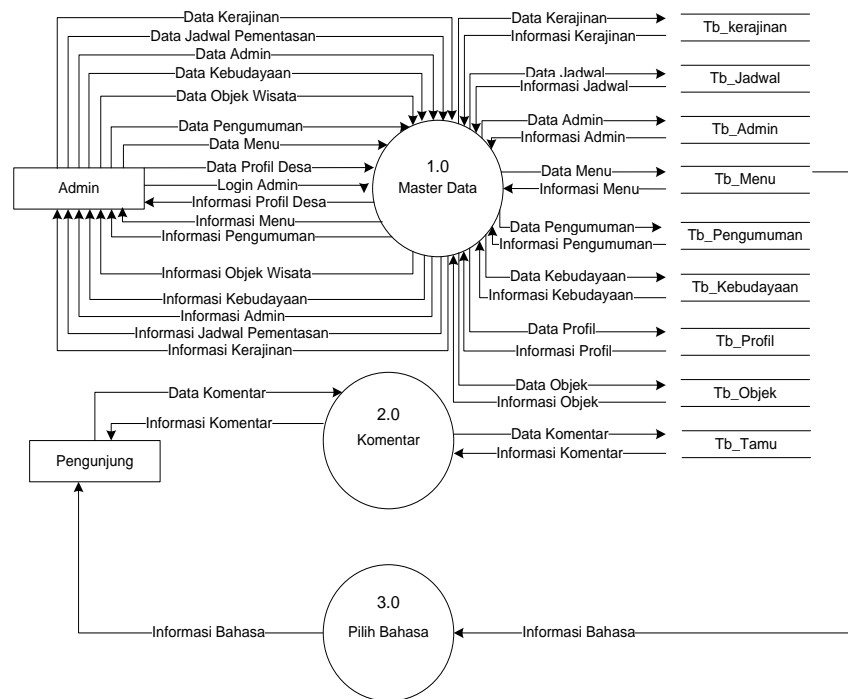 Data Kerajinan
Data Jadwal Pementasan
Data Admin
Data Kebudayaan
Data Objek Wisata
Data Pengumuman
Data Menu
Data Profil Desa
Login Admin
Informasi Profil Desa
Informasi Menu
Informasi Pengumuman
Informasi Objek Wisata
Informasi Kebudayaan
Informasi Admin
Informasi Jadwal Pementasan
Informasi Kerajinan
Admin
1.0
Master Data
Data Kerajinan
Informasi Kerajinan
Tb_kerajinan
Data Jadwal
Informasi Jadwal
Tb_Jadwal
Data Admin
Informasi Admin
Tb_Admin
Data Menu
Informasi Menu
Tb_Menu
Data Pengumuman
Informasi Pengumuman
Tb_Pengumuman
Data Kebudayaan
Informasi Kebudayaan
Tb_Kebudayaan
Data Profil
Informasi Profil
Tb_Profil
Data Objek
Informasi Objek
Tb_Objek
Data Komentar
Informasi Komentar
Pengunjung
2.0
Komentar
Data Komentar
Informasi Komentar
Tb_Tamu
Informasi Bahasa
3.0
Pilih Bahasa
Informasi Bahasa